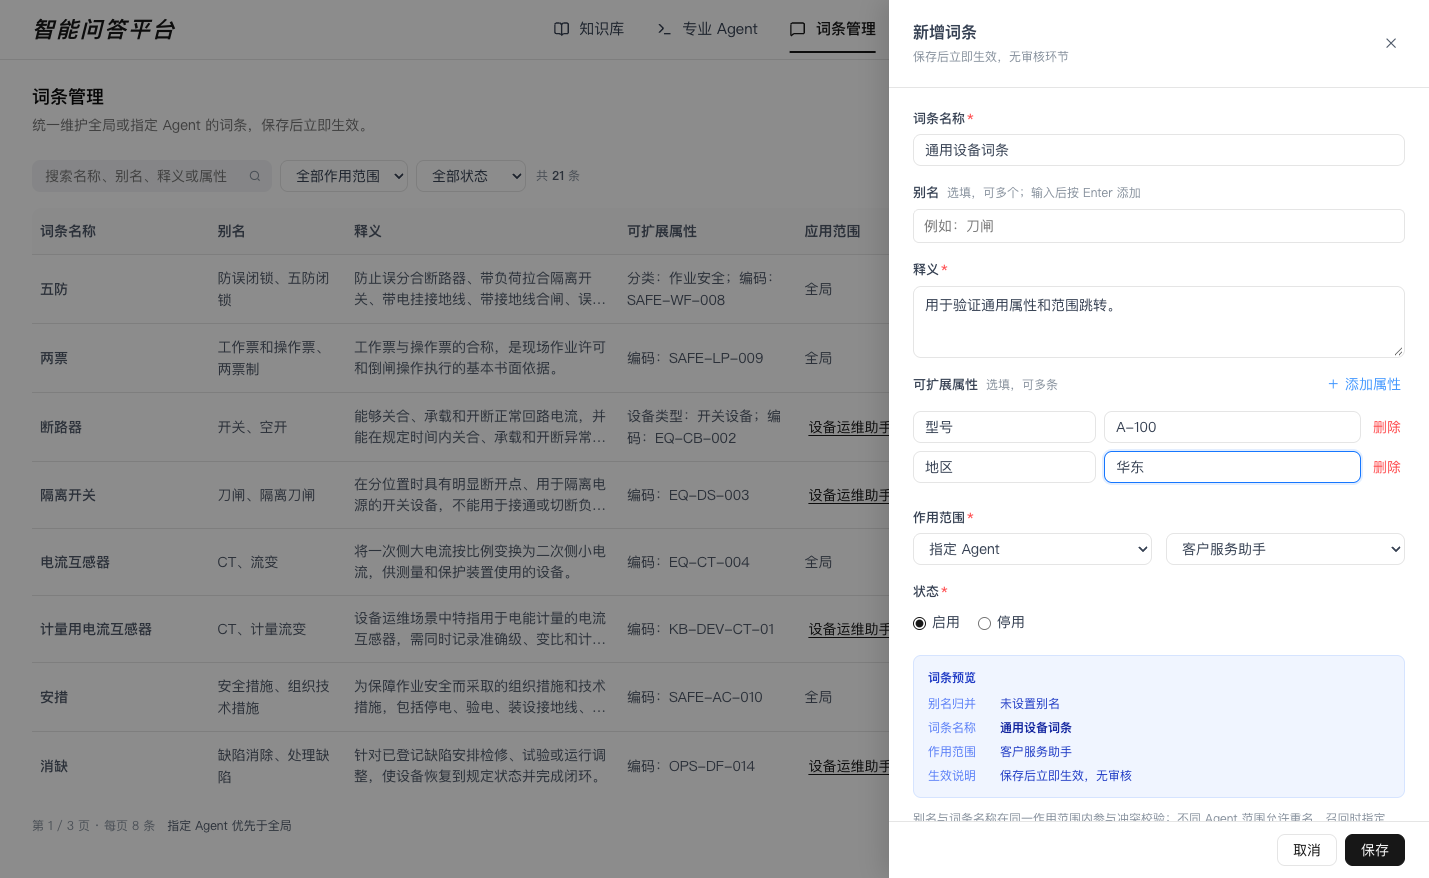 智能问答平台
知识库
专业 Agent
词条管理
词条管理
统一维护全局或指定 Agent 的词条，保存后立即生效。
搜索名称、别名、释义或属性
全部作用范围
全部状态
共 21 条
词条名称
别名
释义
可扩展属性
应用范围
五防
防误闭锁、五防闭
锁
防止误分合断路器、带负荷拉合隔离开
关、带电挂接地线、带接地线合闸、误…
分类：作业安全；编码：
SAFE-WF-008
全局
两票
工作票和操作票、
两票制
工作票与操作票的合称，是现场作业许可
和倒闸操作执行的基本书面依据。
编码：SAFE-LP-009
全局
断路器
开关、空开
能够关合、承载和开断正常回路电流，并
能在规定时间内关合、承载和开断异常…
设备类型：开关设备；编
码：EQ-CB-002
设备运维助手
隔离开关
刀闸、隔离刀闸
在分位置时具有明显断开点、用于隔离电
源的开关设备，不能用于接通或切断负…
编码：EQ-DS-003
设备运维助手
电流互感器
CT、流变
将一次侧大电流按比例变换为二次侧小电
流，供测量和保护装置使用的设备。
编码：EQ-CT-004
全局
计量用电流互感器
CT、计量流变
设备运维场景中特指用于电能计量的电流
互感器，需同时记录准确级、变比和计…
编码：KB-DEV-CT-01
设备运维助手
安措
安全措施、组织技
术措施
为保障作业安全而采取的组织措施和技术
措施，包括停电、验电、装设接地线、…
编码：SAFE-AC-010
全局
消缺
缺陷消除、处理缺
陷
针对已登记缺陷安排检修、试验或运行调
整，使设备恢复到规定状态并完成闭环。
编码：OPS-DF-014
设备运维助手
第 1 / 3 页 · 每页 8 条
指定 Agent 优先于全局
新增词条
保存后立即生效，无审核环节
词条名称*
通用设备词条
别名 选填，可多个；输入后按 Enter 添加
例如：刀闸
释义*
用于验证通用属性和范围跳转。
可扩展属性 选填，可多条
+ 添加属性
型号
A-100
删除
地区
华东
删除
作用范围*
指定 Agent
客户服务助手
状态*
启用
停用
词条预览
别名归并 未设置别名
词条名称 通用设备词条
作用范围 客户服务助手
生效说明 保存后立即生效，无审核
别名与词条名称在同一作用范围内参与冲突校验；不同 Agent 范围允许重名，召回时指定
取消
保存